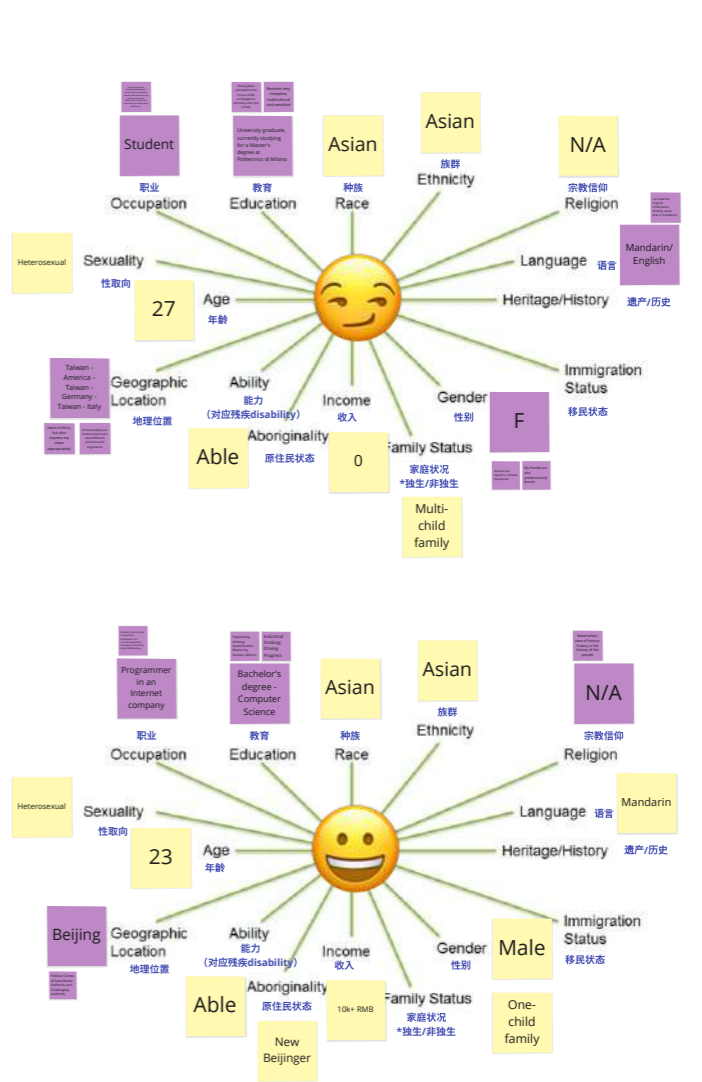 Student
University graduate,
currently studying
for a Master's
degree at
Politecnico di Milano
Become very
receptive,
multicultural
and sensitive
Asian
Asian
N/A
职业
Occupation
教育
Education
种族
Race
族群
Ethnicity
宗教信仰
Religion
Heterosexual
Sexuality
性取向
27
Age
年龄
Language
语言
Mandarin/
English
Heritage/History
遗产/历史
Taiwan -
America -
Taiwan -
Germany -
Taiwan - Italy
Geographic
Location
地理位置
Ability
能力
（对应残疾disability）
Able
Aboriginality
原住民状态
Income
收入
0
Gender
性别
F
Family Status
家庭状况
*独生/非独生
Multi-
child
family
Immigration
Status
移民状态
Programmer
in an
Internet
company
Industrial
thinking:
Driving
Progress
Bachelor's
degree -
Computer
Science
Asian
Asian
N/A
职业
Occupation
教育
Education
种族
Race
族群
Ethnicity
宗教信仰
Religion
Heterosexual
Sexuality
性取向
23
Age
年龄
Language
语言
Mandarin
Heritage/History
遗产/历史
Beijing
Geographic
Location
地理位置
Ability
能力
（对应残疾disability）
Able
Aboriginality
原住民状态
New
Beijinger
Income
收入
10k+ RMB
Gender
性别
Male
Family Status
家庭状况
*独生/非独生
One-
child
family
Immigration
Status
移民状态